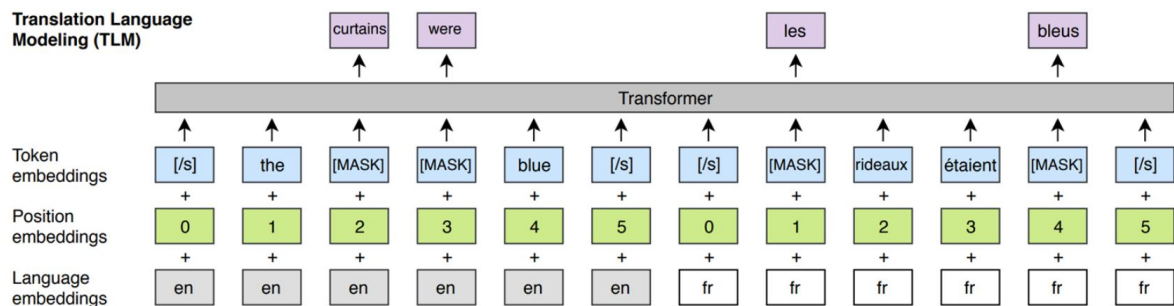 Translation Language
Modeling (TLM)
curtains were les bleus
Transformer
Token
embeddings
[/s] the [MASK] [MASK] blue [/s] [/s] [MASK] rideaux étaient [MASK] [/s]
+ + + + + + + + + + + +
Position
embeddings
0 1 2 3 4 5 0 1 2 3 4 5
+ + + + + + + + + + + +
Language
embeddings
en en en en en en fr fr fr fr fr fr